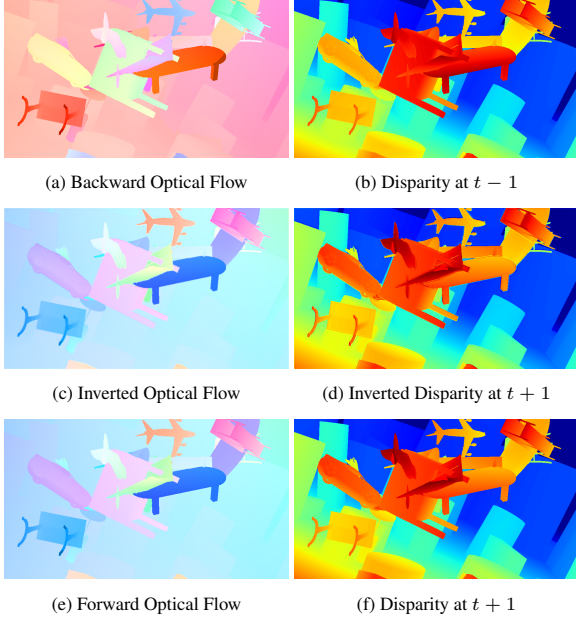 (a) Backward Optical Flow
(b) Disparity at t − 1
(c) Inverted Optical Flow
(d) Inverted Disparity at t + 1
(e) Forward Optical Flow
(f) Disparity at t + 1